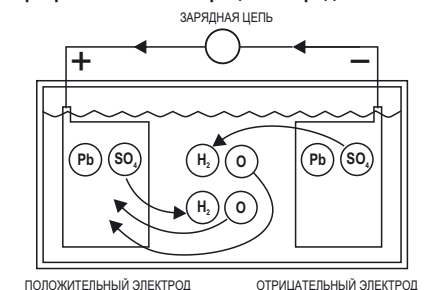 ЗАРЯДНАЯ ЦЕПЬ
+ −
Pb SO₄ H₂ O Pb SO₄
H₂ O
ПОЛОЖИТЕЛЬНЫЙ ЭЛЕКТРОД ОТРИЦАТЕЛЬНЫЙ ЭЛЕКТРОД